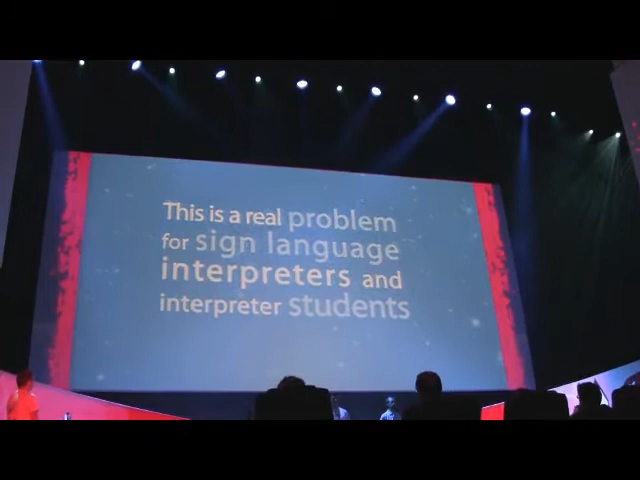 This is a real problem
for sign language
interpreters and
interpreter students